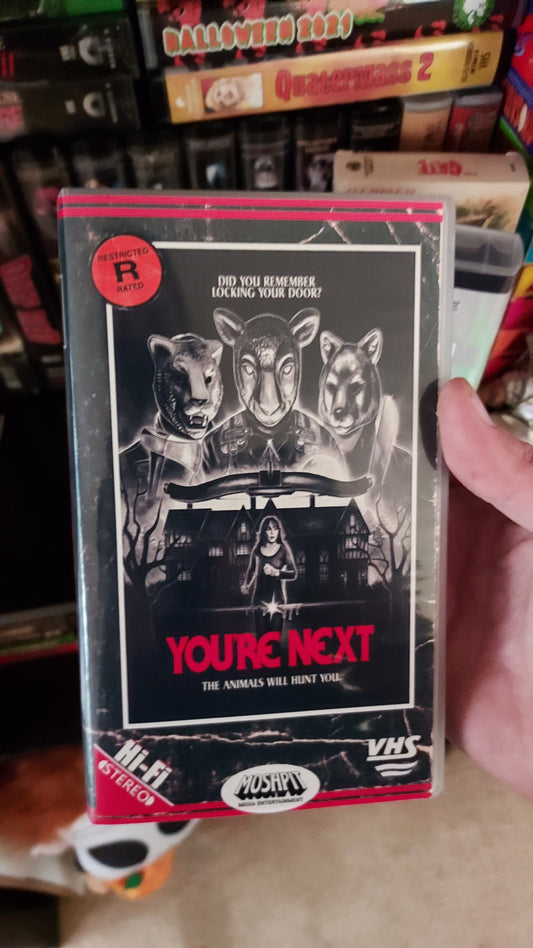 HALLOWEEN 2021
Quatermass 2
RESTRICTED
R
RATED
DID YOU REMEMBER
LOCKING YOUR DOOR?
YOU'RE NEXT
THE ANIMALS WILL HUNT YOU.
Hi-Fi
STEREO
VHS
MOSHPIT
MEDIA ENTERTAINMENT